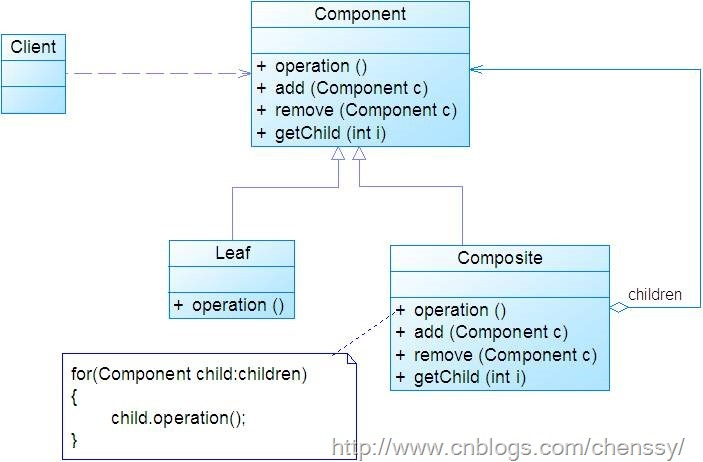 Component
Client
+ operation ()
+ add (Component c)
+ remove (Component c)
+ getChild (int i)
Leaf
+ operation ()
Composite
+ operation ()
+ add (Component c)
+ remove (Component c)
+ getChild (int i)
children
for(Component child:children)
{
child.operation();
}
http://www.cnblogs.com/chenssy/